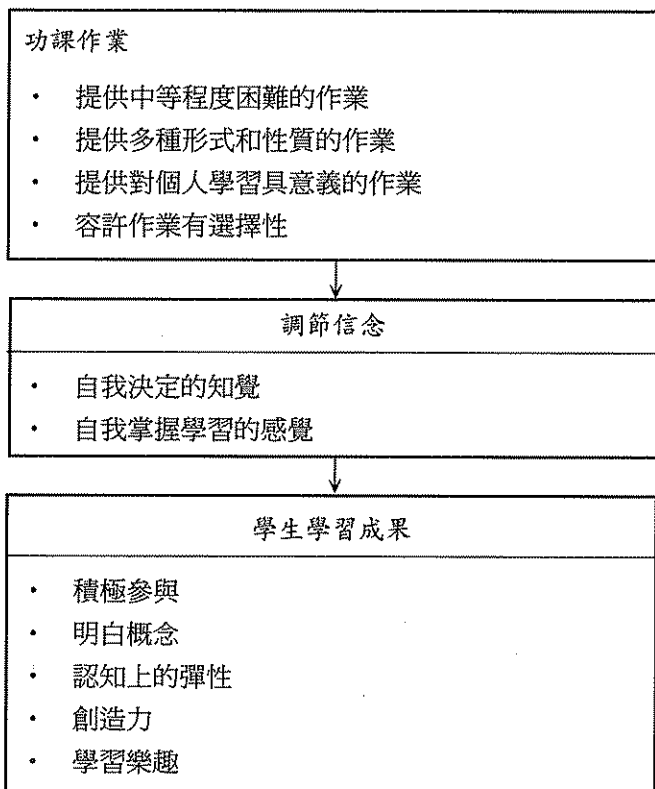 功課作業
· 提供中等程度困難的作業
· 提供多種形式和性質的作業
· 提供對個人學習具意義的作業
· 容許作業有選擇性
調節信念
· 自我決定的知覺
· 自我掌握學習的感覺
學生學習成果
· 積極參與
· 明白概念
· 認知上的彈性
· 創造力
· 學習樂趣